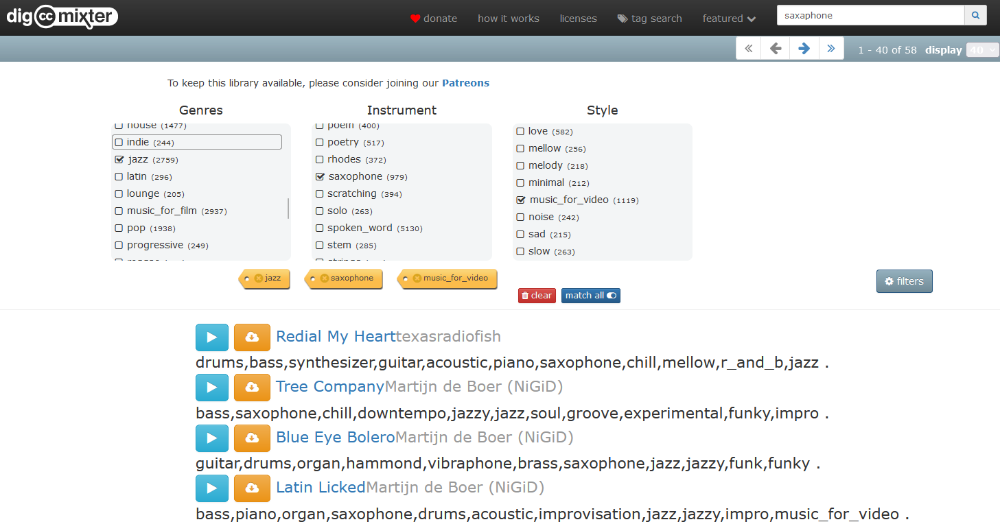 dig cc mixter
donate how it works licenses tag search featured saxaphone
1 - 40 of 58 display 40
To keep this library available, please consider joining our Patreons
Genres
house (1477)
indie (244)
jazz (2759)
latin (296)
lounge (205)
music_for_film (2937)
pop (1938)
progressive (249)
Instrument
poem (400)
poetry (517)
rhodes (372)
saxophone (979)
scratching (394)
solo (263)
spoken_word (5130)
stem (285)
Style
love (582)
mellow (256)
melody (218)
minimal (212)
music_for_video (1119)
noise (242)
sad (215)
slow (263)
jazz saxophone music_for_video
clear match all filters
Redial My Hearttexasradiofish
drums,bass,synthesizer,guitar,acoustic,piano,saxophone,chill,mellow,r_and_b,jazz .
Tree CompanyMartijn de Boer (NiGiD)
bass,saxophone,chill,downtempo,jazzy,jazz,soul,groove,experimental,funky,impro .
Blue Eye BoleroMartijn de Boer (NiGiD)
guitar,drums,organ,hammond,vibraphone,brass,saxophone,jazz,jazzy,funk,funky .
Latin LickedMartijn de Boer (NiGiD)
bass,piano,organ,saxophone,drums,acoustic,improvisation,jazz,jazzy,impro,music_for_video .